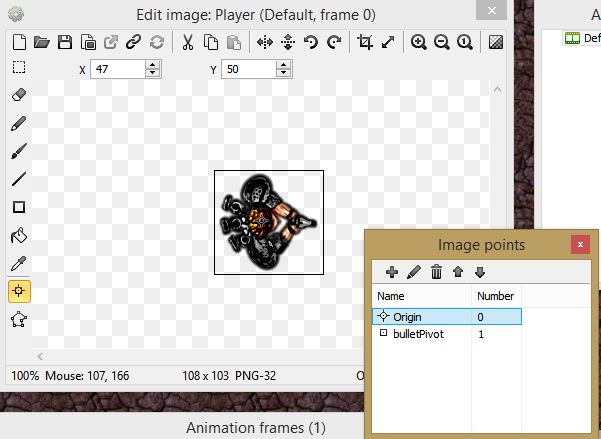 Edit image: Player (Default, frame 0)
X 47 Y 50
Image points
Name Number
Origin 0
bulletPivot 1
100% Mouse: 107, 166 108 x 103 PNG-32
Animation frames (1)